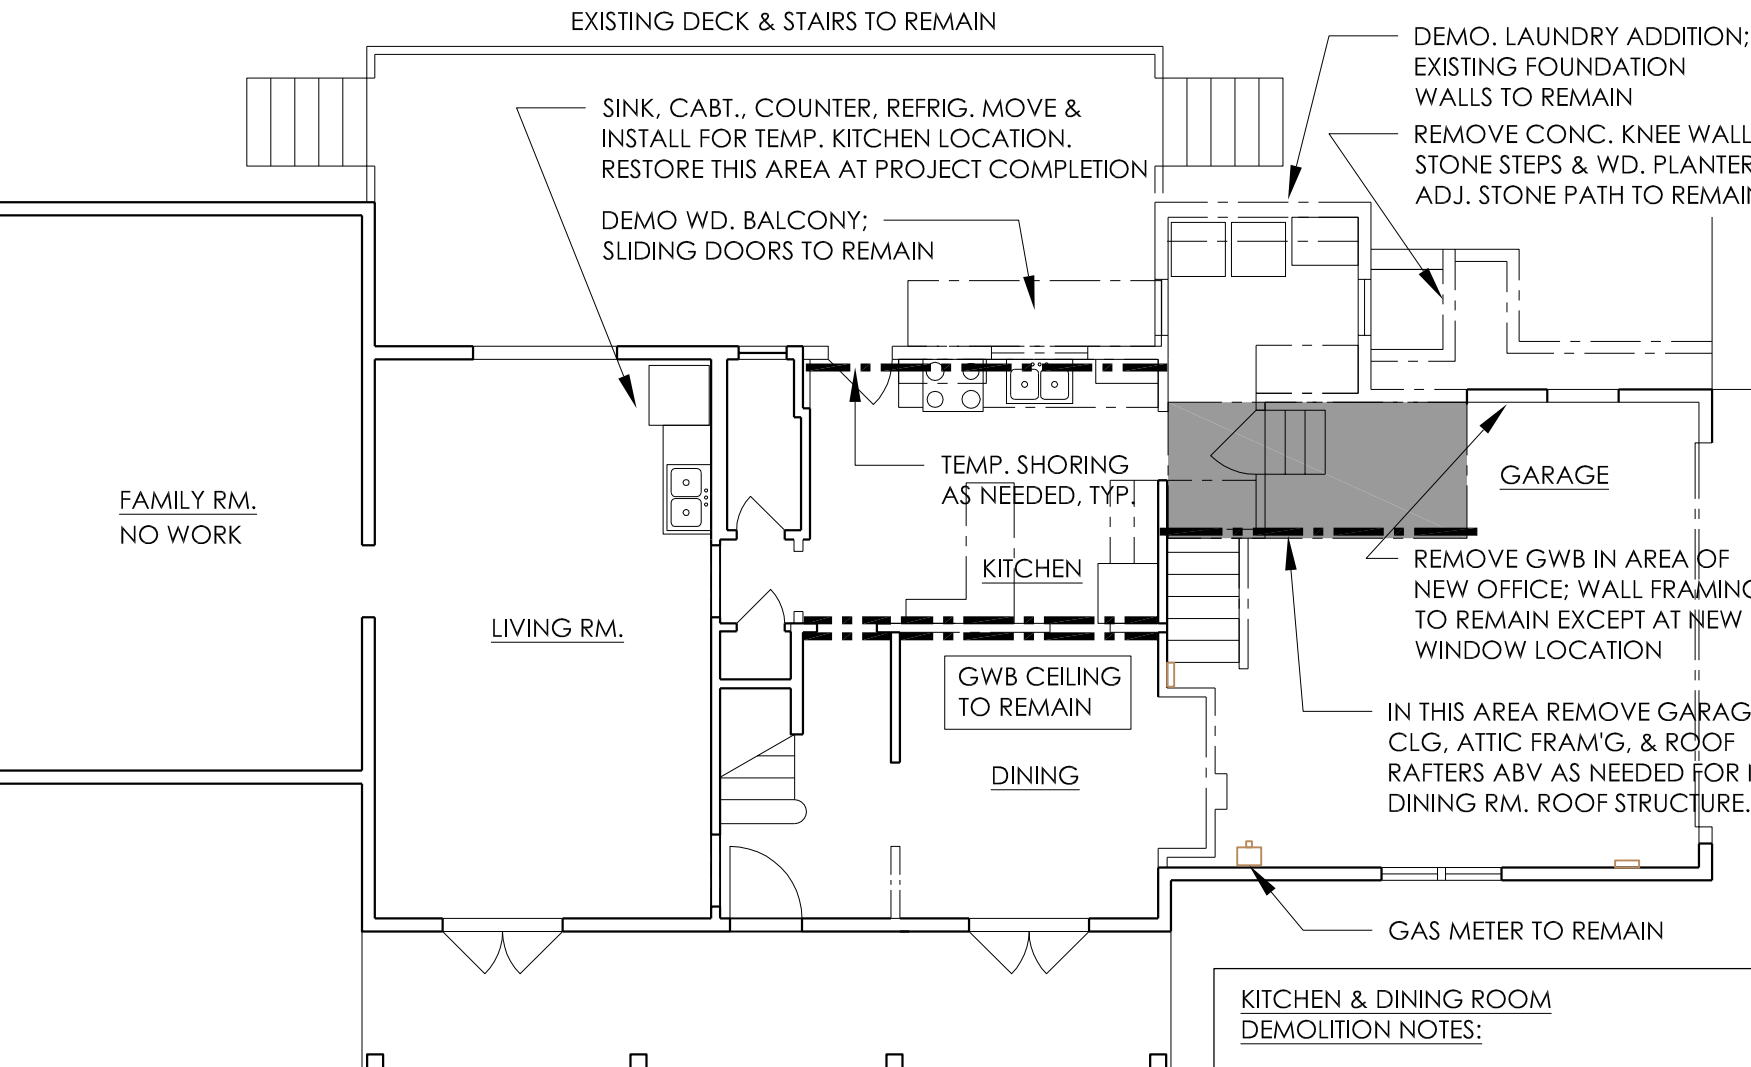 EXISTING DECK & STAIRS TO REMAIN
DEMO. LAUNDRY ADDITION;
EXISTING FOUNDATION
WALLS TO REMAIN
SINK, CABT., COUNTER, REFRIG. MOVE &
INSTALL FOR TEMP. KITCHEN LOCATION.
RESTORE THIS AREA AT PROJECT COMPLETION
REMOVE CONC. KNEE WALL
STONE STEPS & WD. PLANTER
ADJ. STONE PATH TO REMAIN
DEMO WD. BALCONY;
SLIDING DOORS TO REMAIN
TEMP. SHORING
AS NEEDED, TYP.
GARAGE
FAMILY RM.
NO WORK
KITCHEN
REMOVE GWB IN AREA OF
NEW OFFICE; WALL FRAMING
TO REMAIN EXCEPT AT NEW
WINDOW LOCATION
LIVING RM.
GWB CEILING
TO REMAIN
IN THIS AREA REMOVE GARAG
CLG, ATTIC FRAM'G, & ROOF
RAFTERS ABV AS NEEDED FOR
DINING RM. ROOF STRUCTURE.
DINING
GAS METER TO REMAIN
KITCHEN & DINING ROOM
DEMOLITION NOTES: